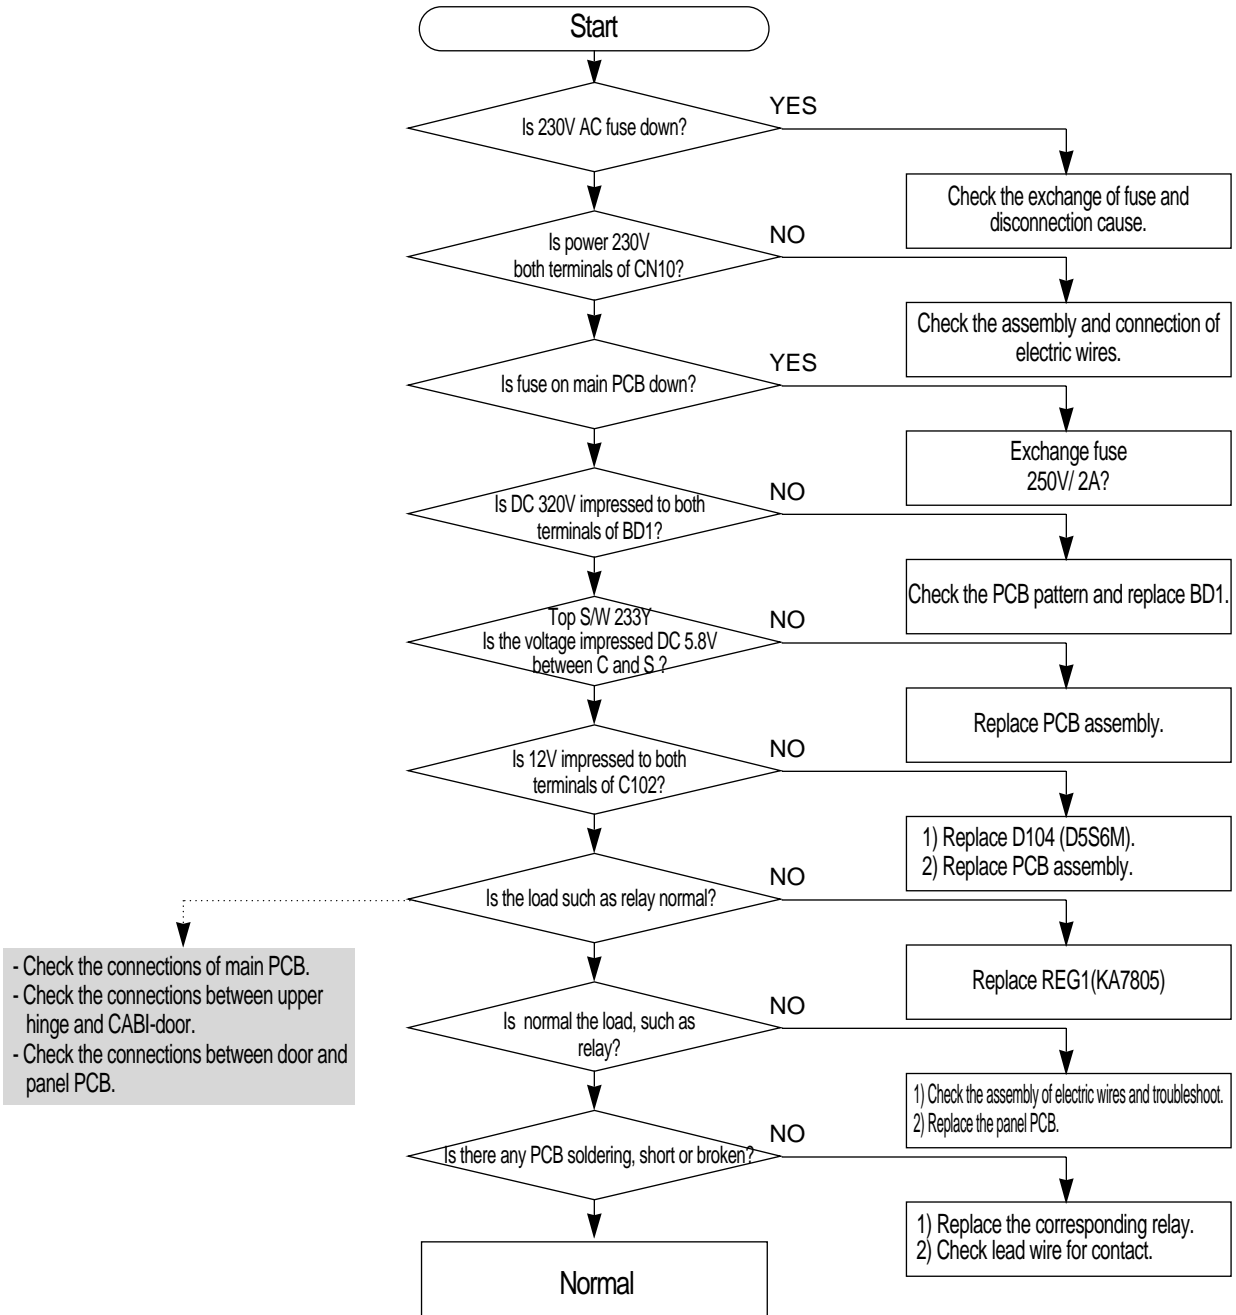 Start
Is 230V AC fuse down?
YES
Check the exchange of fuse and
disconnection cause.
Is power 230V
both terminals of CN10?
NO
Check the assembly and connection of
electric wires.
Is fuse on main PCB down?
YES
Exchange fuse
250V/ 2A?
Is DC 320V impressed to both
terminals of BD1?
NO
Check the PCB pattern and replace BD1.
Top S/W 233Y
Is the voltage impressed DC 5.8V
between C and S ?
NO
Replace PCB assembly.
Is 12V impressed to both
terminals of C102?
NO
1) Replace D104 (D5S6M).
2) Replace PCB assembly.
Is the load such as relay normal?
NO
Replace REG1(KA7805)
- Check the connections of main PCB.
- Check the connections between upper
hinge and CABI-door.
- Check the connections between door and
panel PCB.
Is normal the load, such as
relay?
NO
1) Check the assembly of electric wires and troubleshoot.
2) Replace the panel PCB.
Is there any PCB soldering, short or broken?
NO
1) Replace the corresponding relay.
2) Check lead wire for contact.
Normal